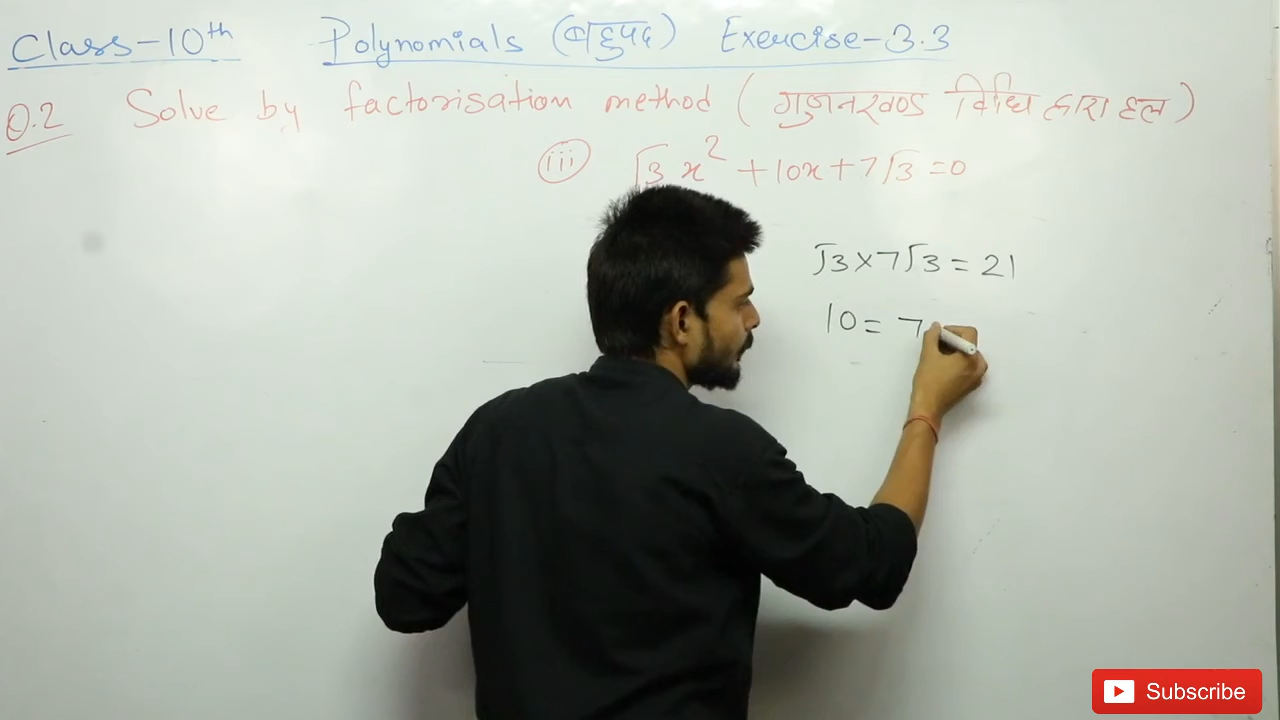 Class-10th Polynomials (बहुपद) Exercise-3.3
Q.2 Solve by factorisation method (गुणनखण्ड विधि द्वारा हल)
iii √3 x² + 10x + 7√3 = 0
√3 × 7√3 = 21
10 = 7
Subscribe